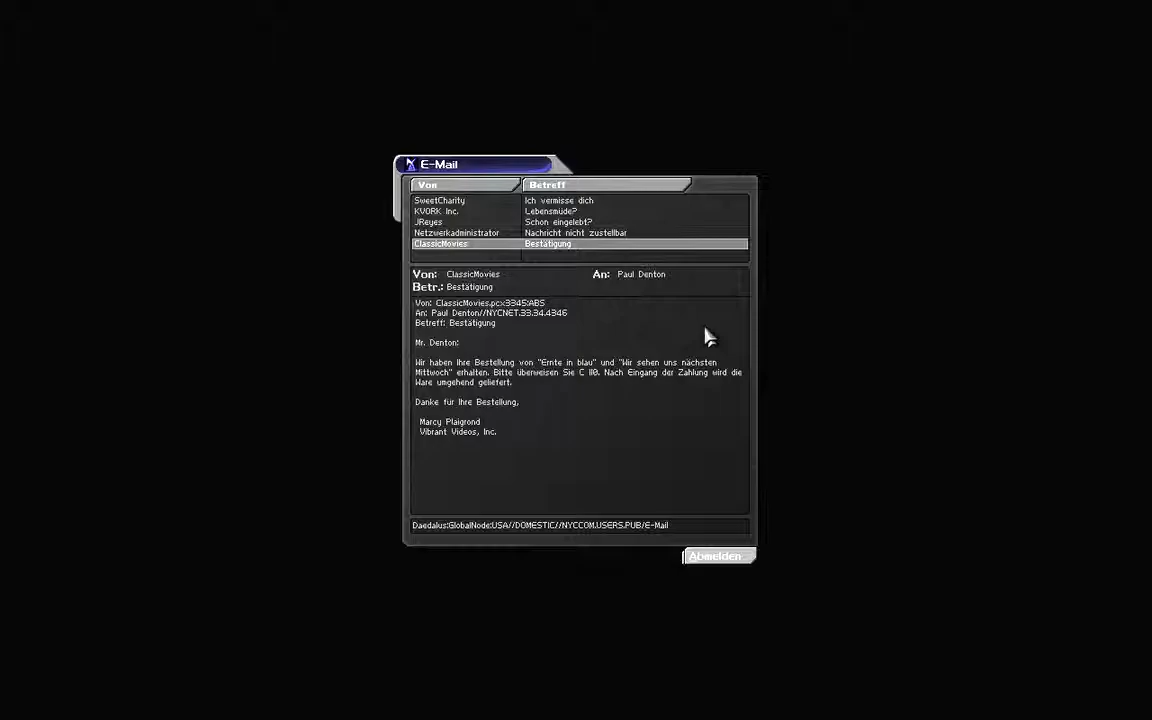 E-Mail
Von Betreff
SweetCharity Ich vermisse dich
KVORK Inc. Lebensmüde?
JReyes Schon eingelebt?
Netzwerkadministrator Nachricht nicht zustellbar
ClassicMovies Bestätigung
Von: ClassicMovies An: Paul Denton
Betr.: Bestätigung
Von: ClassicMovies.pcx3345:ABS
An: Paul Denton//NYCNET.33.34.4346
Betreff: Bestätigung
Mr. Denton:
Wir haben Ihre Bestellung von "Ernte in blau" und "Wir sehen uns nächsten
Mittwoch" erhalten. Bitte überweisen Sie C 110. Nach Eingang der Zahlung wird die
Ware umgehend geliefert.
Danke für Ihre Bestellung,
Marcy Plaigrond
Vibrant Videos, Inc.
Daedalus:GlobalNode:USA//DOMESTIC//NYCCOM.USERS.PUB/E-Mail
Abmelden